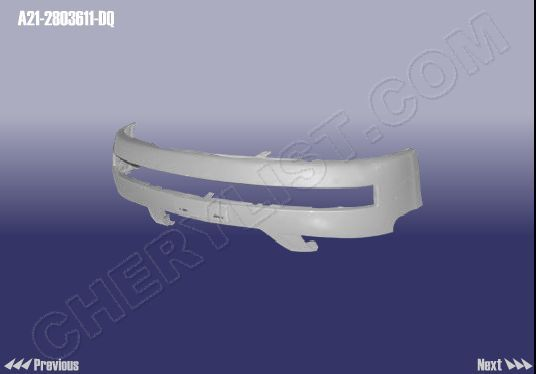 A21-2803611-DQ
CHERYLIST.COM
Previous
Next